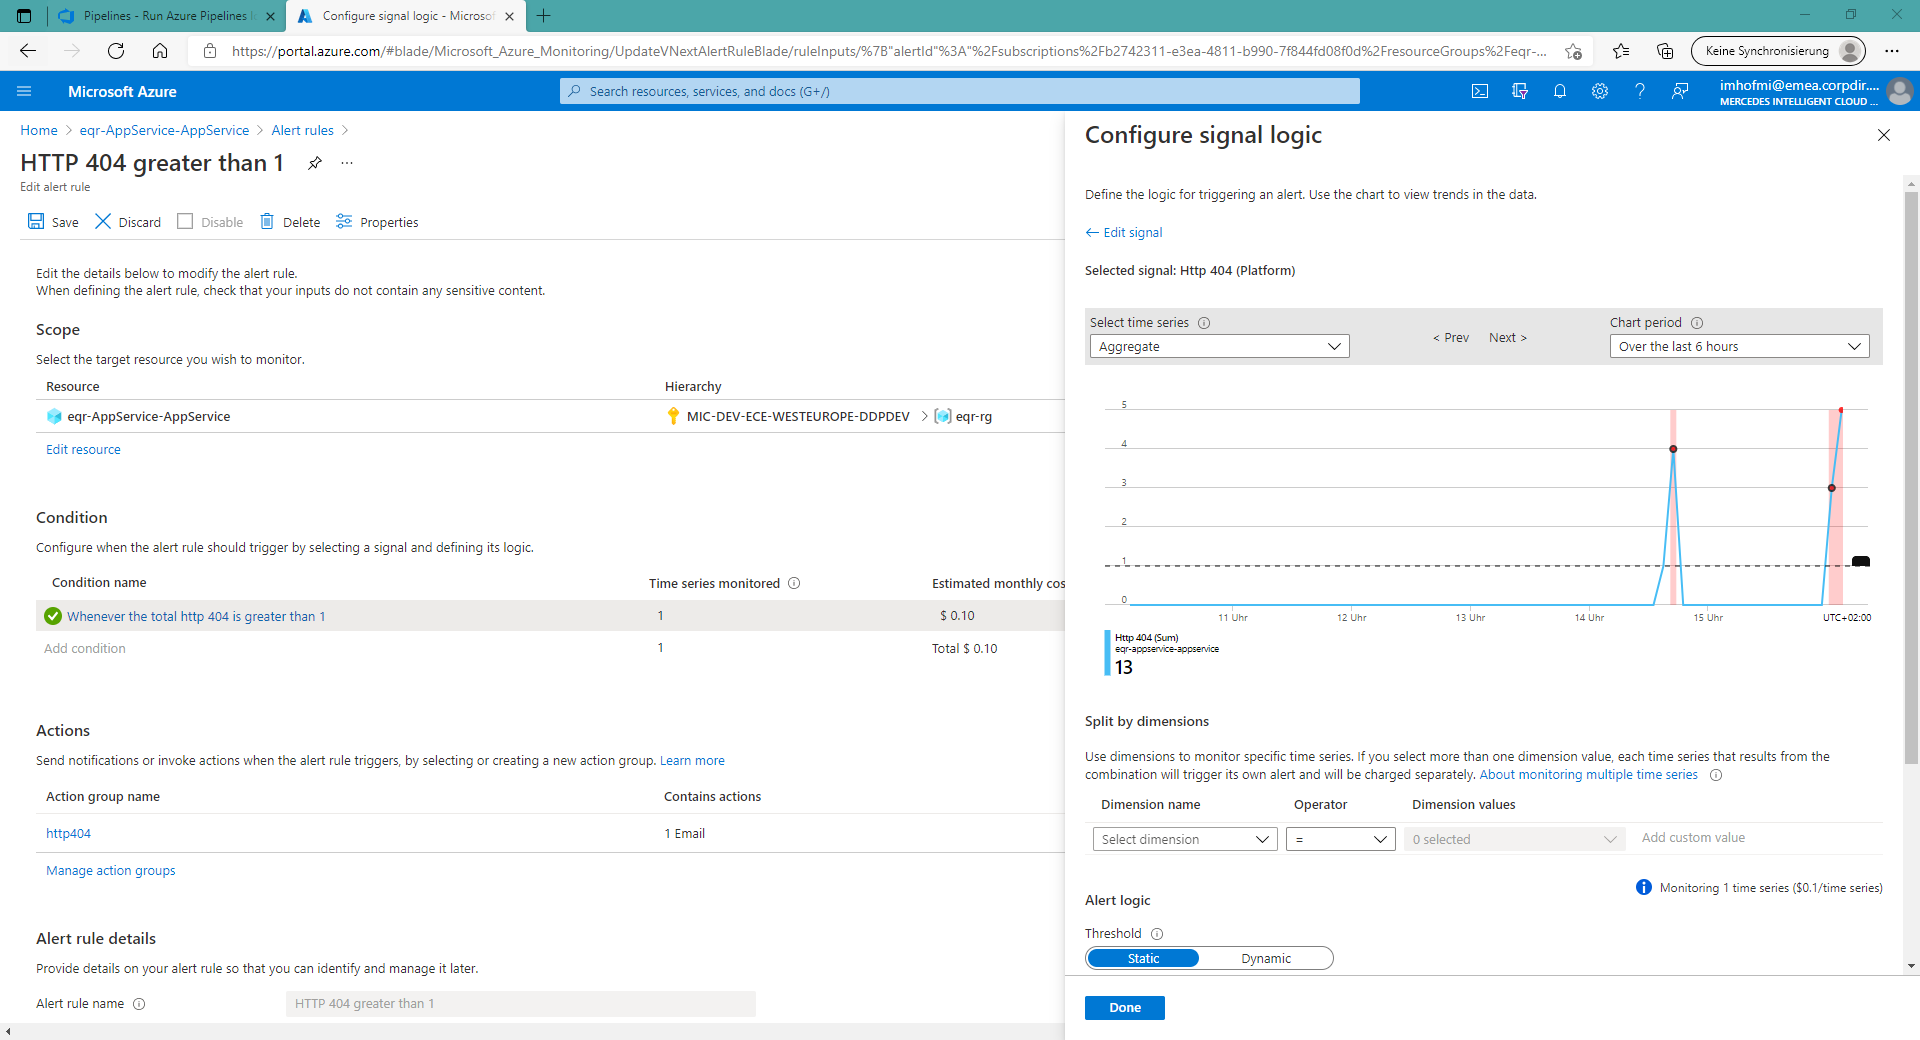 Pipelines - Run Azure Pipelines
Configure signal logic - Microsof
https://portal.azure.com/#blade/Microsoft_Azure_Monitoring/UpdateVNextAlertRuleBlade/ruleInputs/%7B"alertId"%3A"%2Fsubscriptions%2Fb2742311-e3ea-4811-b990-7f844fd08f0d%2FresourceGroups%2Feqr-...
Keine Synchronisierung
Microsoft Azure
Search resources, services, and docs (G+/)
imhofmi@emea.corpdir....
MERCEDES INTELLIGENT CLOUD ...
Home > eqr-AppService-AppService > Alert rules >
HTTP 404 greater than 1
Edit alert rule
Save Discard Disable Delete Properties
Edit the details below to modify the alert rule.
When defining the alert rule, check that your inputs do not contain any sensitive content.
Scope
Select the target resource you wish to monitor.
Resource Hierarchy
eqr-AppService-AppService MIC-DEV-ECE-WESTEUROPE-DDPDEV > eqr-rg
Edit resource
Condition
Configure when the alert rule should trigger by selecting a signal and defining its logic.
Condition name Time series monitored Estimated monthly cos
Whenever the total http 404 is greater than 1 1 $ 0.10
Add condition 1 Total $ 0.10
Actions
Send notifications or invoke actions when the alert rule triggers, by selecting or creating a new action group. Learn more
Action group name Contains actions
http404 1 Email
Manage action groups
Alert rule details
Provide details on your alert rule so that you can identify and manage it later.
Alert rule name HTTP 404 greater than 1
Configure signal logic
Define the logic for triggering an alert. Use the chart to view trends in the data.
← Edit signal
Selected signal: Http 404 (Platform)
Select time series Chart period
Aggregate < Prev Next > Over the last 6 hours
5
4
3
2
1
0
11 Uhr 12 Uhr 13 Uhr 14 Uhr 15 Uhr UTC+02:00
Http 404 (Sum)
eqr-appservice-appservice
13
Split by dimensions
Use dimensions to monitor specific time series. If you select more than one dimension value, each time series that results from the
combination will trigger its own alert and will be charged separately. About monitoring multiple time series
Dimension name Operator Dimension values
Select dimension = 0 selected Add custom value
Monitoring 1 time series ($0.1/time series)
Alert logic
Threshold
Static Dynamic
Done